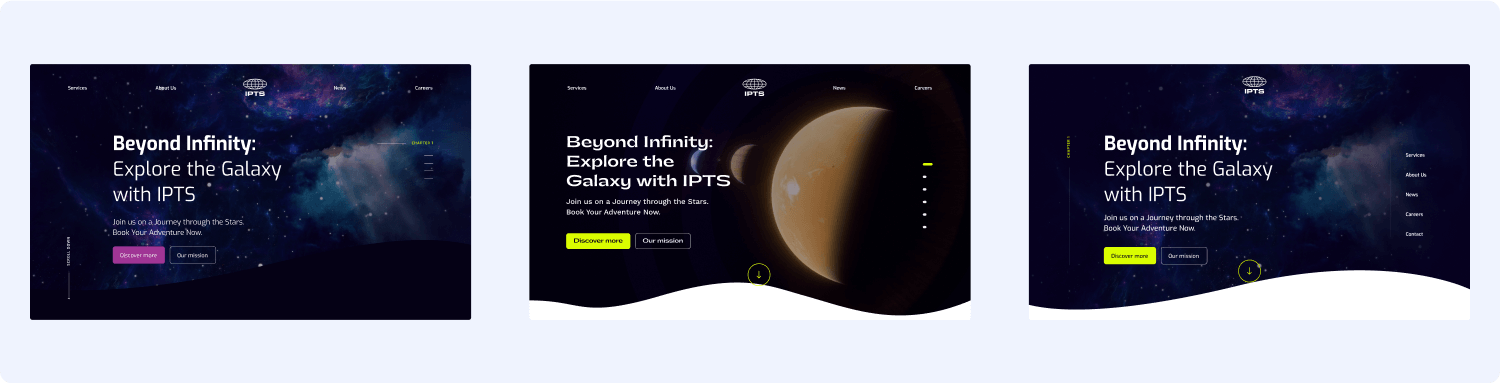 Services
About Us
IPTS
News
Careers
Beyond Infinity:
Explore the Galaxy
with IPTS
CHAPTER 1
Join us on a Journey through the Stars.
Book Your Adventure Now.
Discover more
Our mission
SCROLL DOWN
Services
About Us
IPTS
News
Careers
Beyond Infinity:
Explore the
Galaxy with IPTS
Join us on a Journey through the Stars.
Book Your Adventure Now.
Discover more
Our mission
IPTS
CHAPTER 1
Beyond Infinity:
Explore the Galaxy
with IPTS
Join us on a Journey through the Stars.
Book Your Adventure Now.
Discover more
Our mission
Services
About Us
News
Careers
Contact